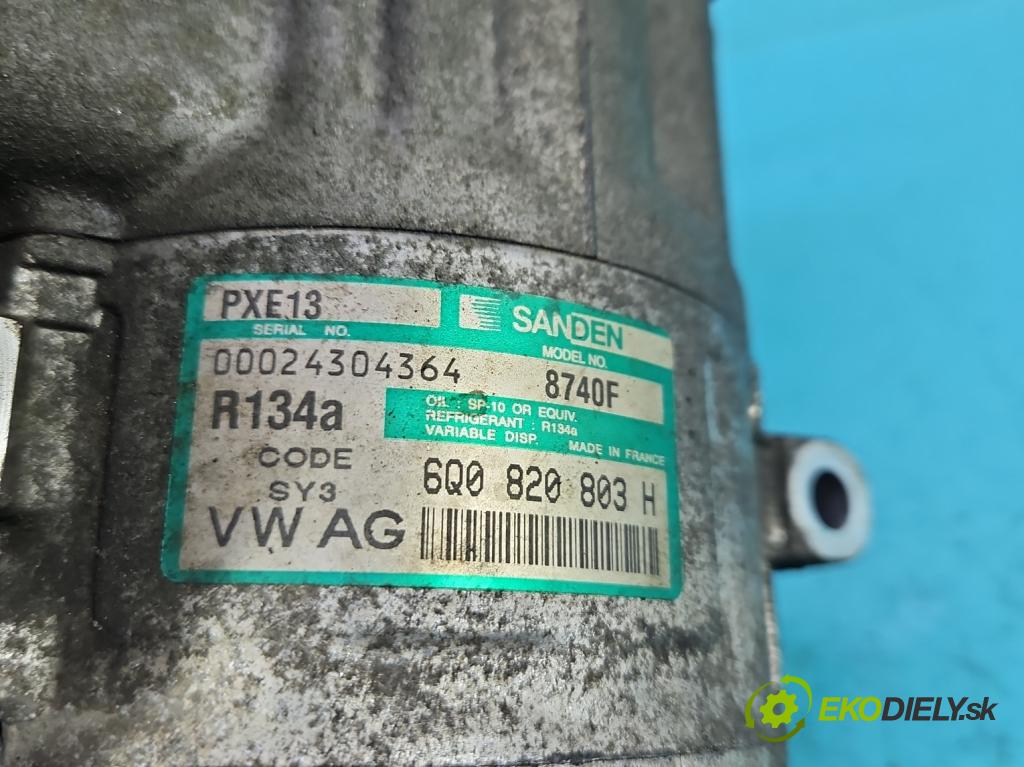 PXE13
SANDEN
SERIAL NO.
MODEL NO.
00024304364
8740F
R134a
OIL : SP-10 OR EQUIV.
REFRIGERANT : R134a
VARIABLE DISP.
MADE IN FRANCE
CODE
SY3
6Q0 820 803 H
VW AG
EKODIELY.sk